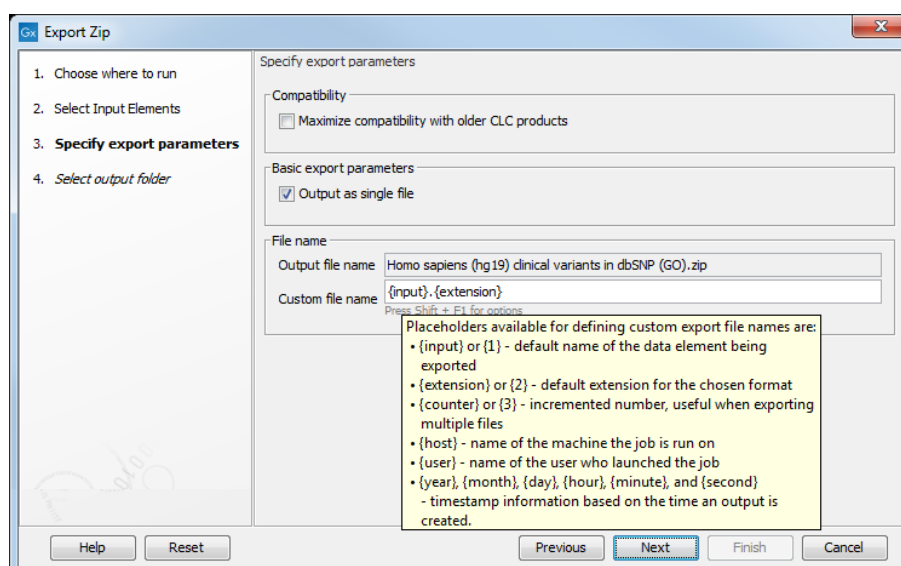 Gx Export Zip
1. Choose where to run
2. Select Input Elements
3. Specify export parameters
4. Select output folder
Specify export parameters
Compatibility
Maximize compatibility with older CLC products
Basic export parameters
Output as single file
File name
Output file name Homo sapiens (hg19) clinical variants in dbSNP (GO).zip
Custom file name {input}.{extension}
Press Shift + F1 for options
Placeholders available for defining custom export file names are:
• {input} or {1} - default name of the data element being
exported
• {extension} or {2} - default extension for the chosen format
• {counter} or {3} - incremented number, useful when exporting
multiple files
• {host} - name of the machine the job is run on
• {user} - name of the user who launched the job
• {year}, {month}, {day}, {hour}, {minute}, and {second}
- timestamp information based on the time an output is
created.
Help Reset Previous Next Finish Cancel